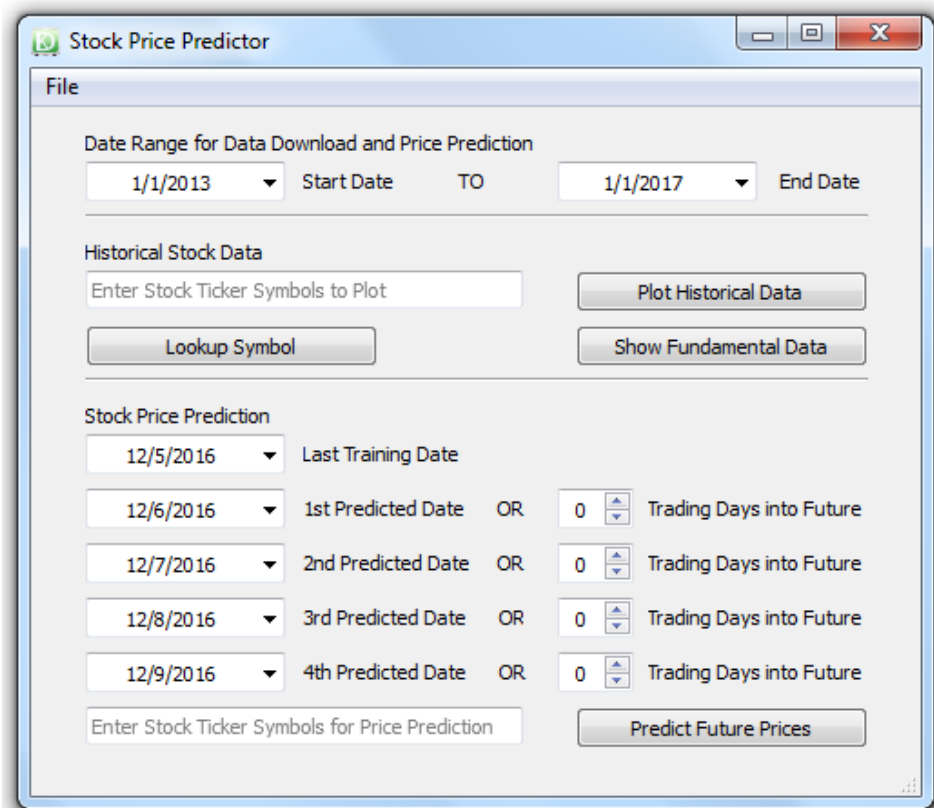 Stock Price Predictor
File
Date Range for Data Download and Price Prediction
1/1/2013 Start Date TO 1/1/2017 End Date
Historical Stock Data
Enter Stock Ticker Symbols to Plot Plot Historical Data
Lookup Symbol Show Fundamental Data
Stock Price Prediction
12/5/2016 Last Training Date
12/6/2016 1st Predicted Date OR 0 Trading Days into Future
12/7/2016 2nd Predicted Date OR 0 Trading Days into Future
12/8/2016 3rd Predicted Date OR 0 Trading Days into Future
12/9/2016 4th Predicted Date OR 0 Trading Days into Future
Enter Stock Ticker Symbols for Price Prediction Predict Future Prices